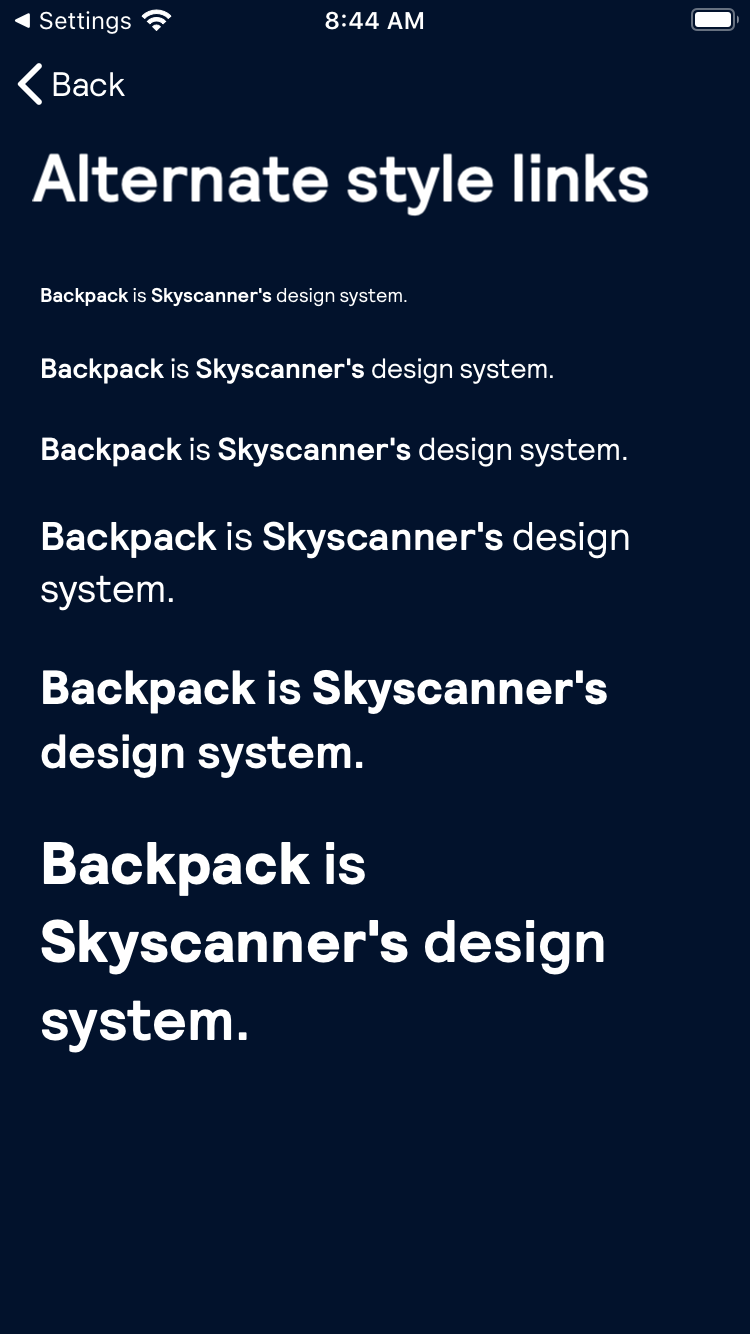 Settings 8:44 AM
Back
Alternate style links
Backpack is Skyscanner's design system.
Backpack is Skyscanner's design system.
Backpack is Skyscanner's design system.
Backpack is Skyscanner's design
system.
Backpack is Skyscanner's
design system.
Backpack is
Skyscanner's design
system.